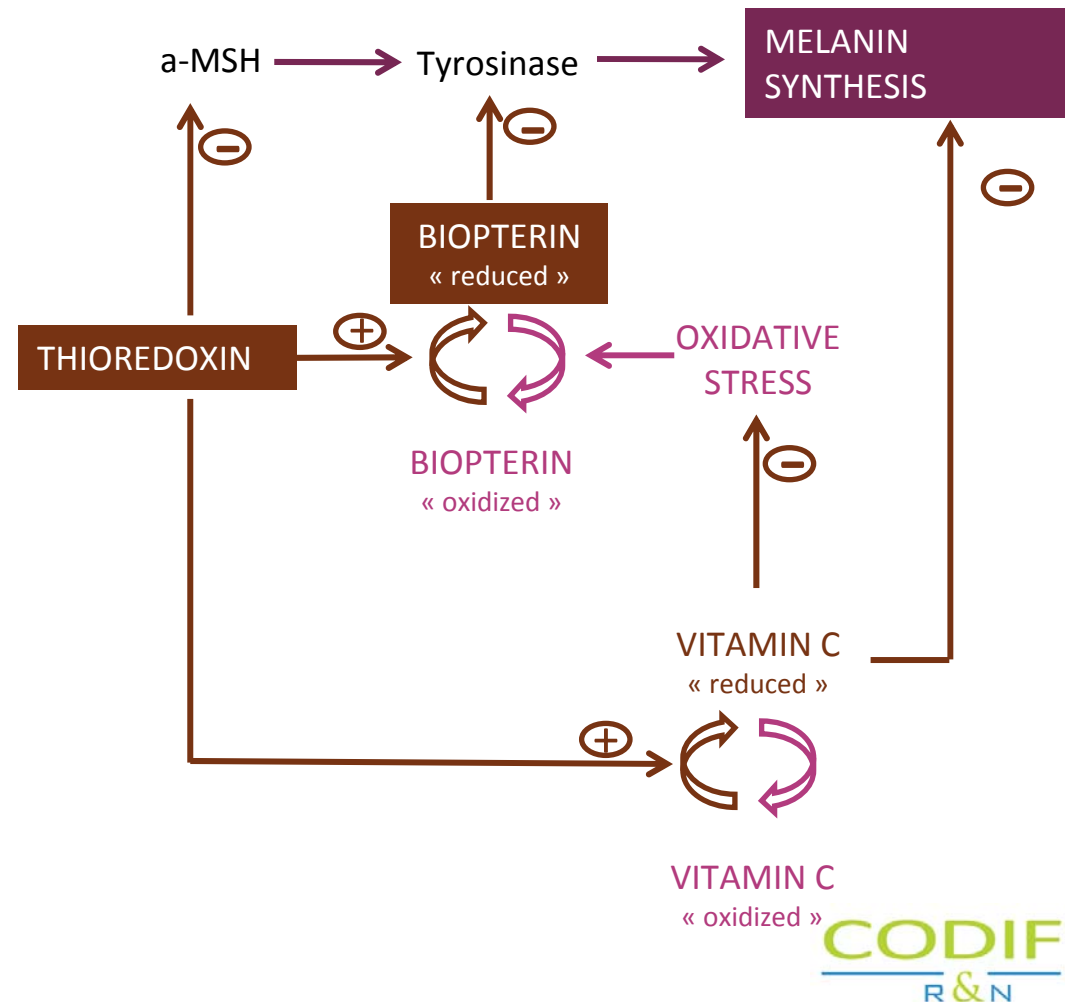 a-MSH
Tyrosinase
MELANIN
SYNTHESIS
-
-
-
BIOPTERIN
« reduced »
THIOREDOXIN
+
OXIDATIVE
STRESS
BIOPTERIN
« oxidized »
-
VITAMIN C
« reduced »
+
VITAMIN C
« oxidized »
CODIF
R & N